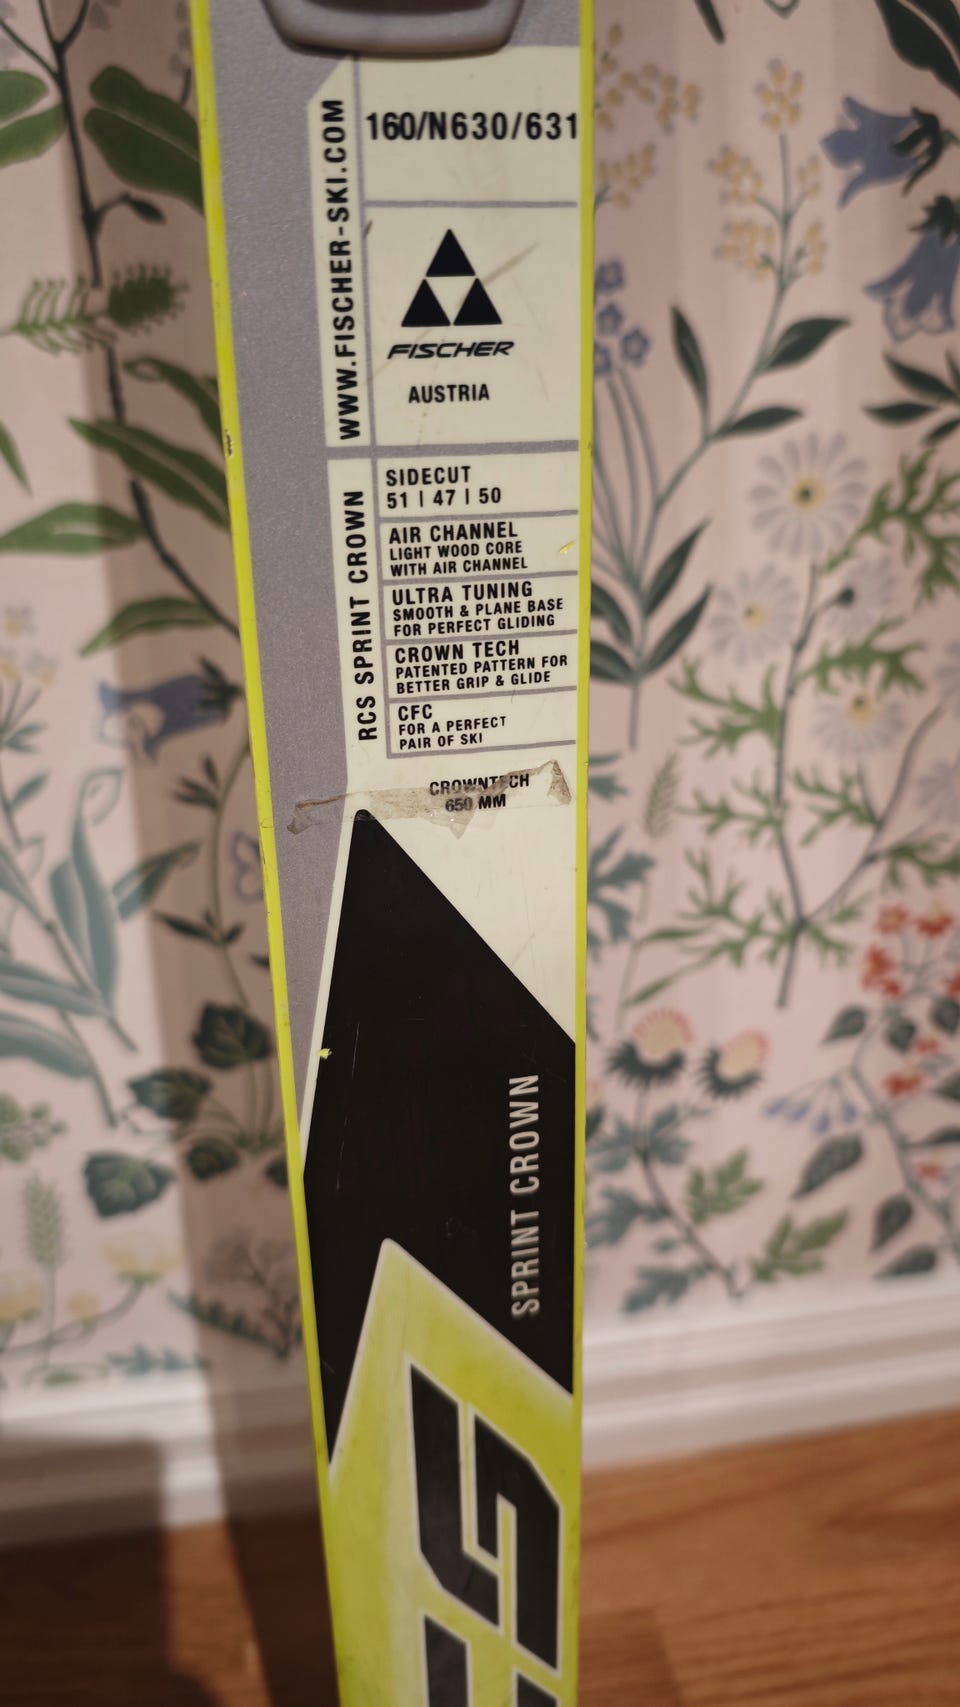 160/N630/631
WWW.FISCHER-SKI.COM
FISCHER
AUSTRIA
RCS SPRINT CROWN
SIDECUT
51 | 47 | 50
AIR CHANNEL
LIGHT WOOD CORE
WITH AIR CHANNEL
ULTRA TUNING
SMOOTH & PLANE BASE
FOR PERFECT GLIDING
CROWN TECH
PATENTED PATTERN FOR
BETTER GRIP & GLIDE
CFC
FOR A PERFECT
PAIR OF SKI
CROWNTECH
650 MM
SPRINT CROWN
S